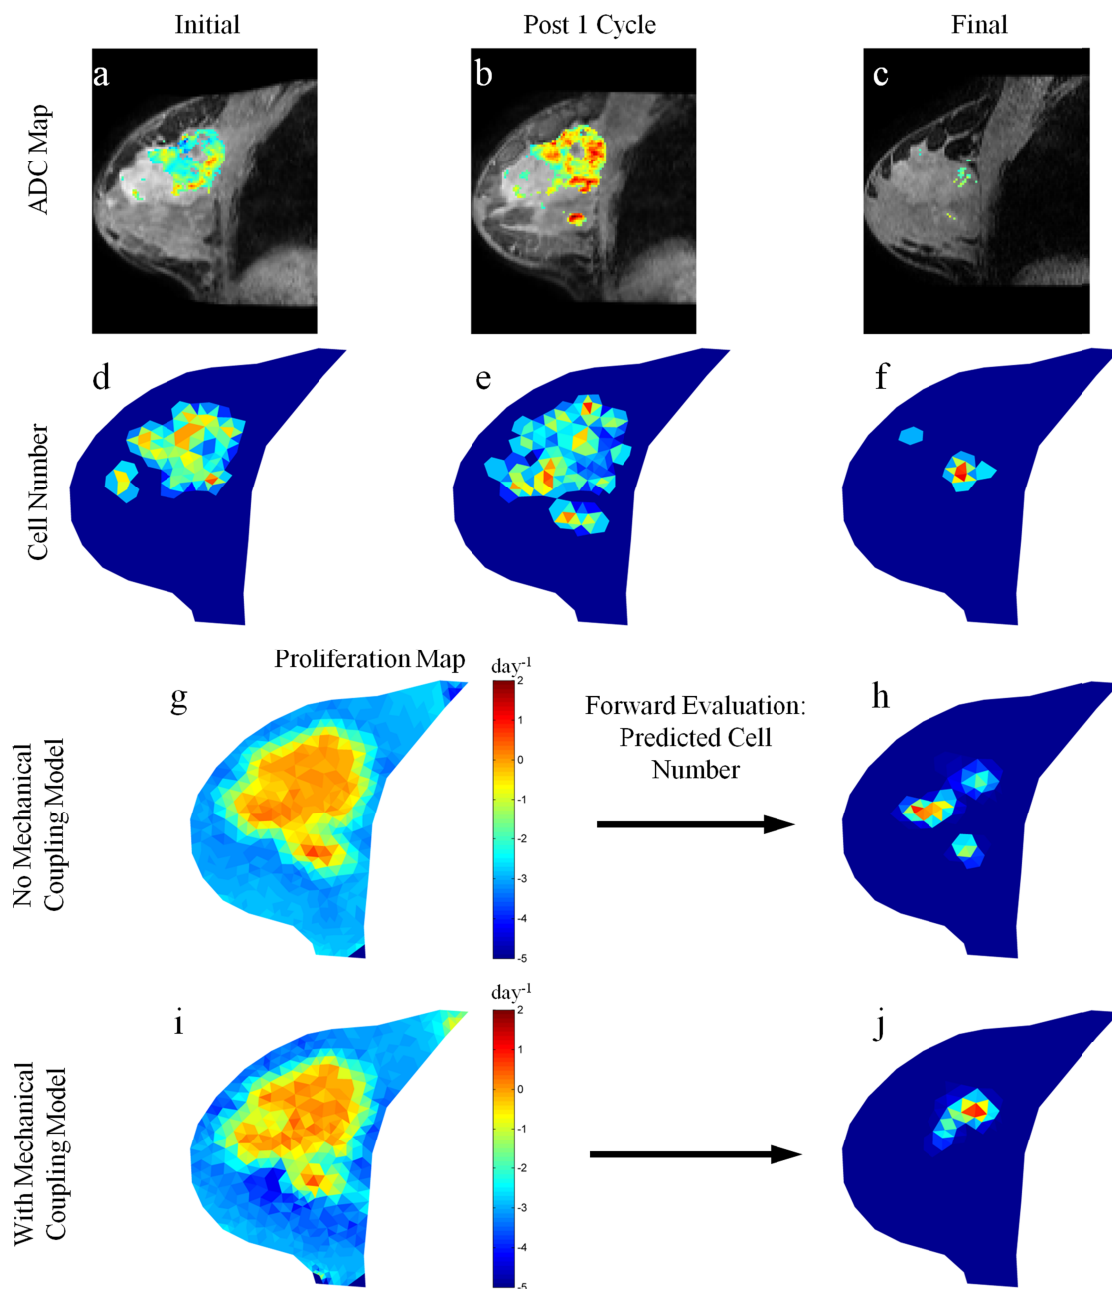 Initial
Post 1 Cycle
Final
ADC Map
a
b
c
Cell Number
d
e
f
No Mechanical
Coupling Model
Proliferation Map
day-1
g
2
1
0
-1
-2
-3
-4
-5
Forward Evaluation:
Predicted Cell
Number
h
With Mechanical
Coupling Model
day-1
i
2
1
0
-1
-2
-3
-4
-5
j